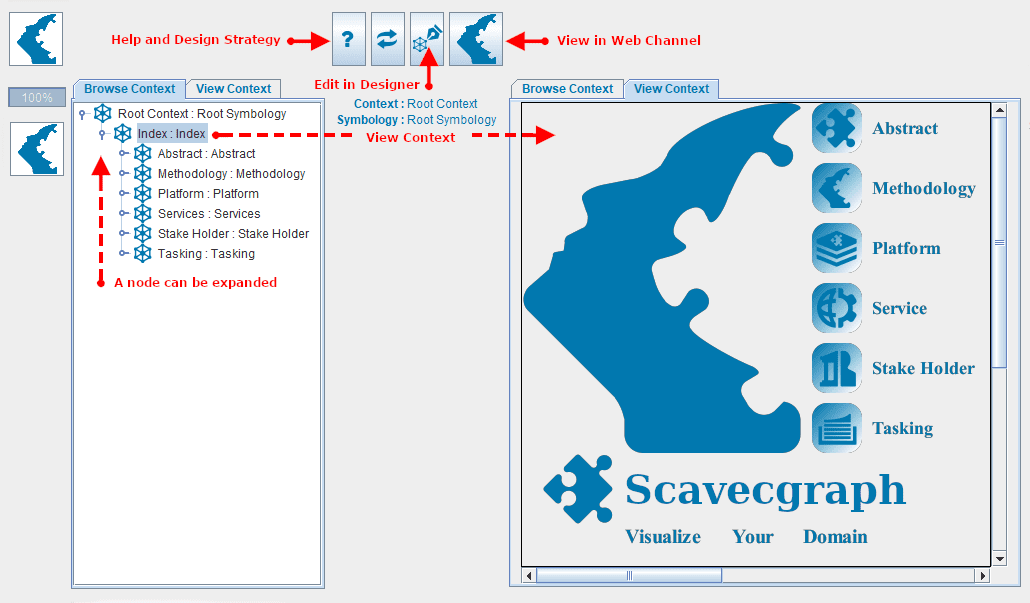 Help and Design Strategy
?
View in Web Channel
Edit in Designer
100%
Browse Context
View Context
Context : Root Context
Symbology : Root Symbology
View Context
Root Context : Root Symbology
Index : Index
Abstract : Abstract
Methodology : Methodology
Platform : Platform
Services : Services
Stake Holder : Stake Holder
Tasking : Tasking
A node can be expanded
Browse Context
View Context
Abstract
Methodology
Platform
Service
Stake Holder
Tasking
Scavecgraph
Visualize Your Domain